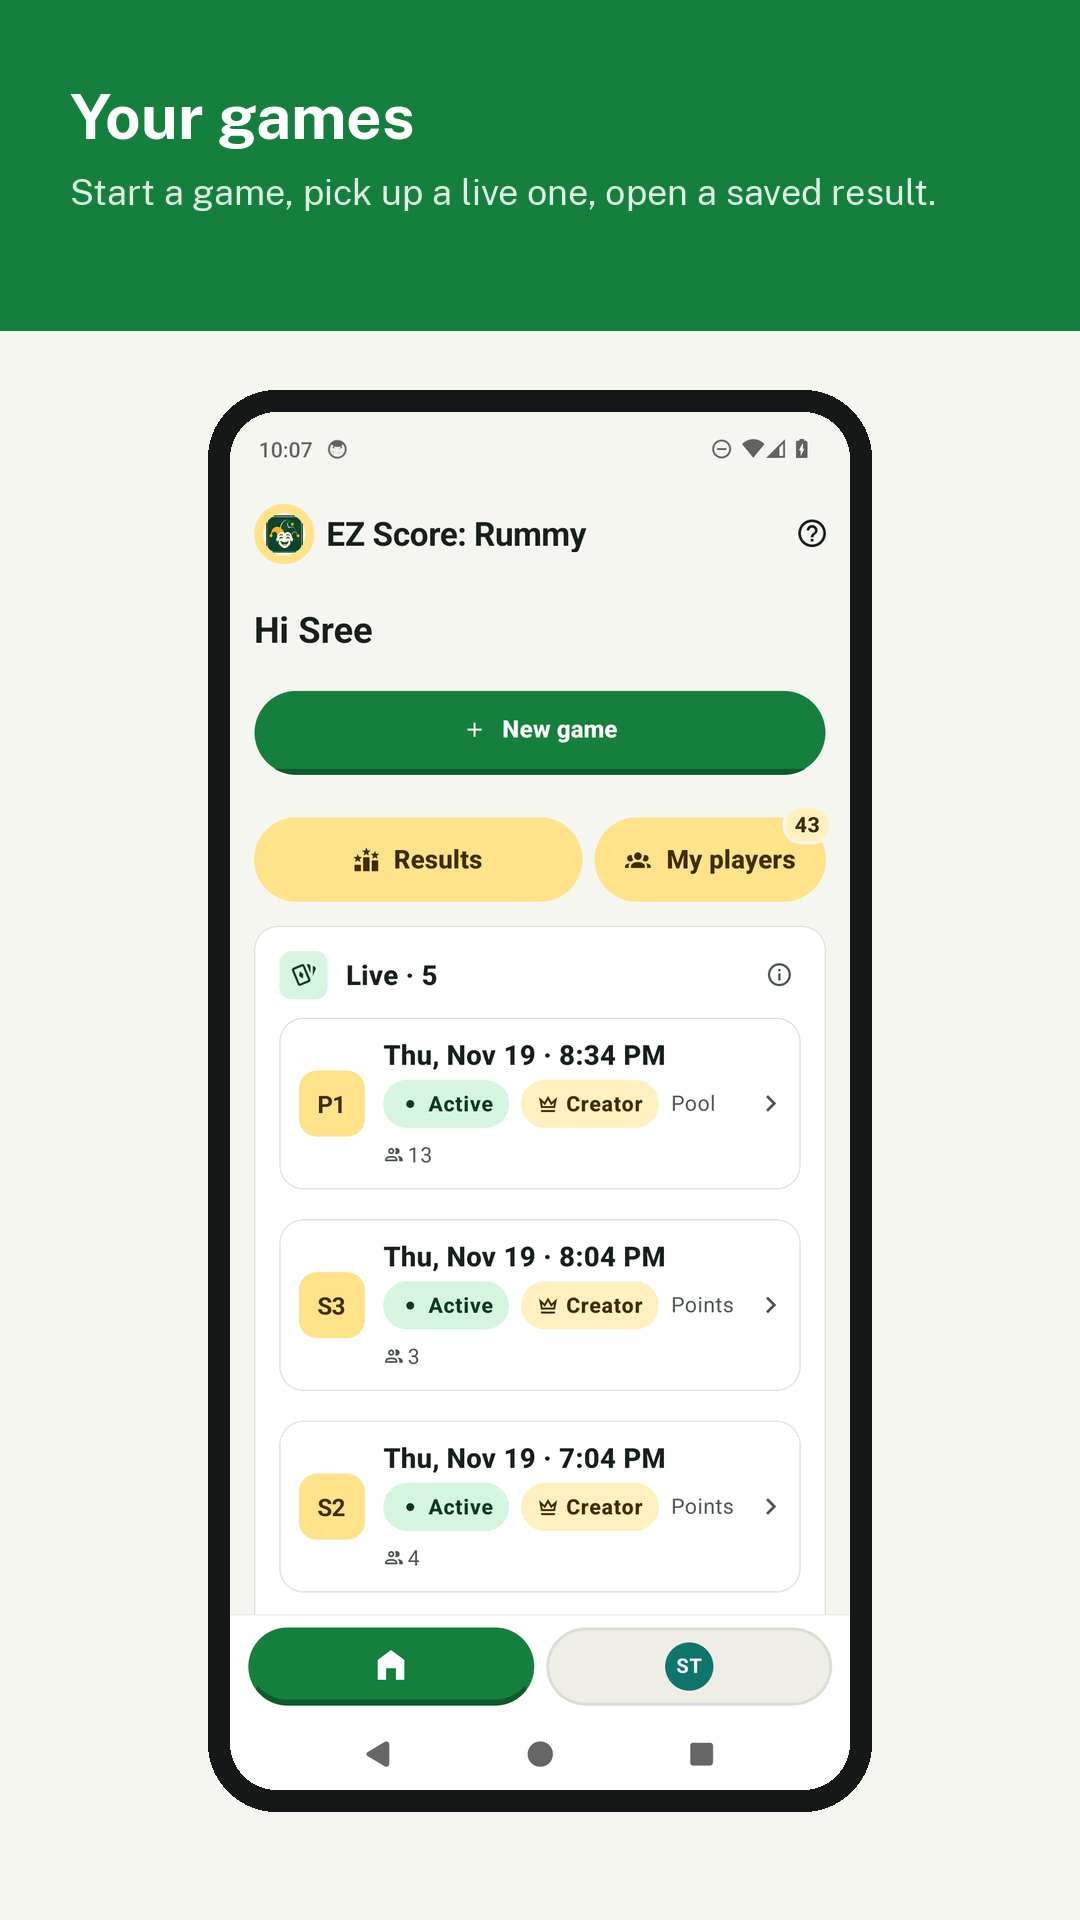 Your games
Start a game, pick up a live one, open a saved result.
10:07
EZ Score: Rummy
Hi Sree
+ New game
43
Results
My players
Live · 5
Thu, Nov 19 · 8:34 PM
P1
• Active
Creator
Pool
13
Thu, Nov 19 · 8:04 PM
S3
• Active
Creator
Points
3
Thu, Nov 19 · 7:04 PM
S2
• Active
Creator
Points
4
ST